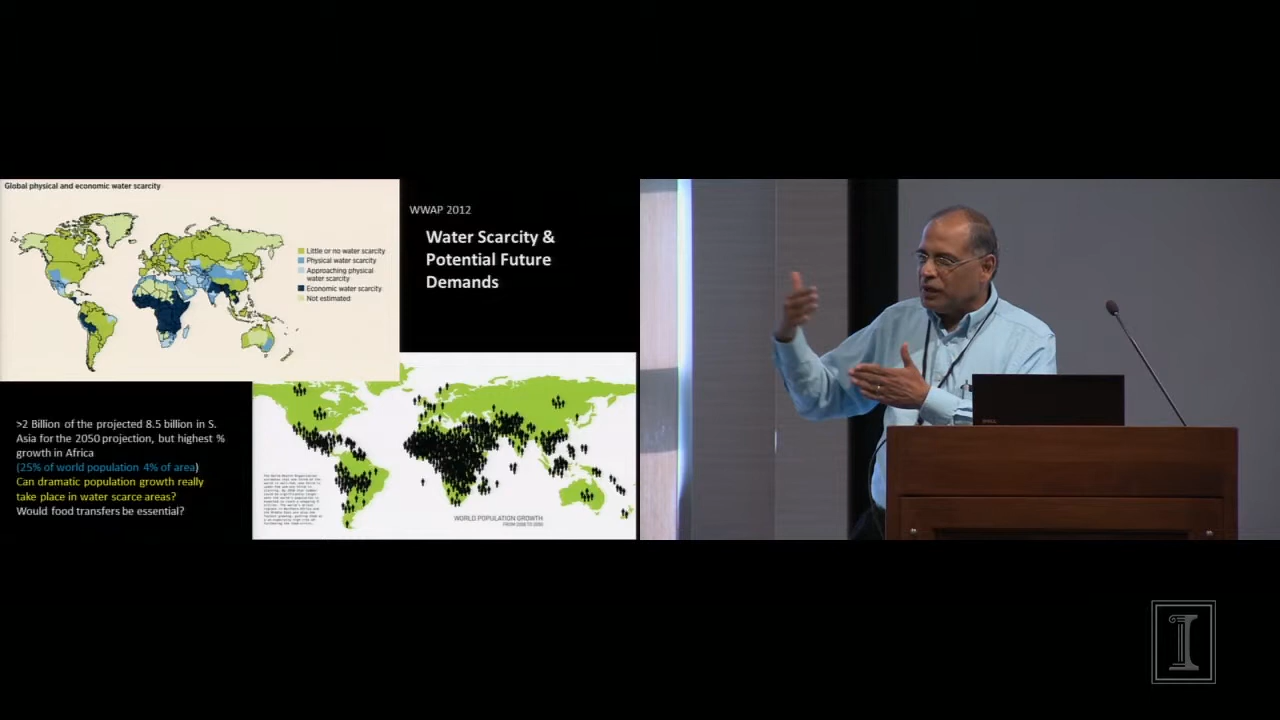 Global physical and economic water scarcity
Little or no water scarcity
Physical water scarcity
Approaching physical
water scarcity
Economic water scarcity
Not estimated
WWAP 2012
Water Scarcity &
Potential Future
Demands
>2 Billion of the projected 8.5 billion in S.
Asia for the 2050 projection, but highest %
growth in Africa
(25% of world population 4% of area)
Can dramatic population growth really
take place in water scarce areas?
Would food transfers be essential?
WORLD POPULATION GROWTH
DELL
I